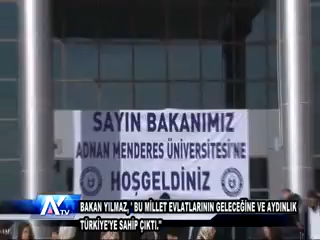 SAYIN BAKANIMIZ
ADNAN MENDERES ÜNİVERSİTESİ'NE
HOŞGELDİNİZ
BAKAN YILMAZ, ' BU MİLLET EVLATLARININ GELECEĞİNE VE AYDINLIK
TÜRKİYE'YE SAHİP ÇIKTI."
TV